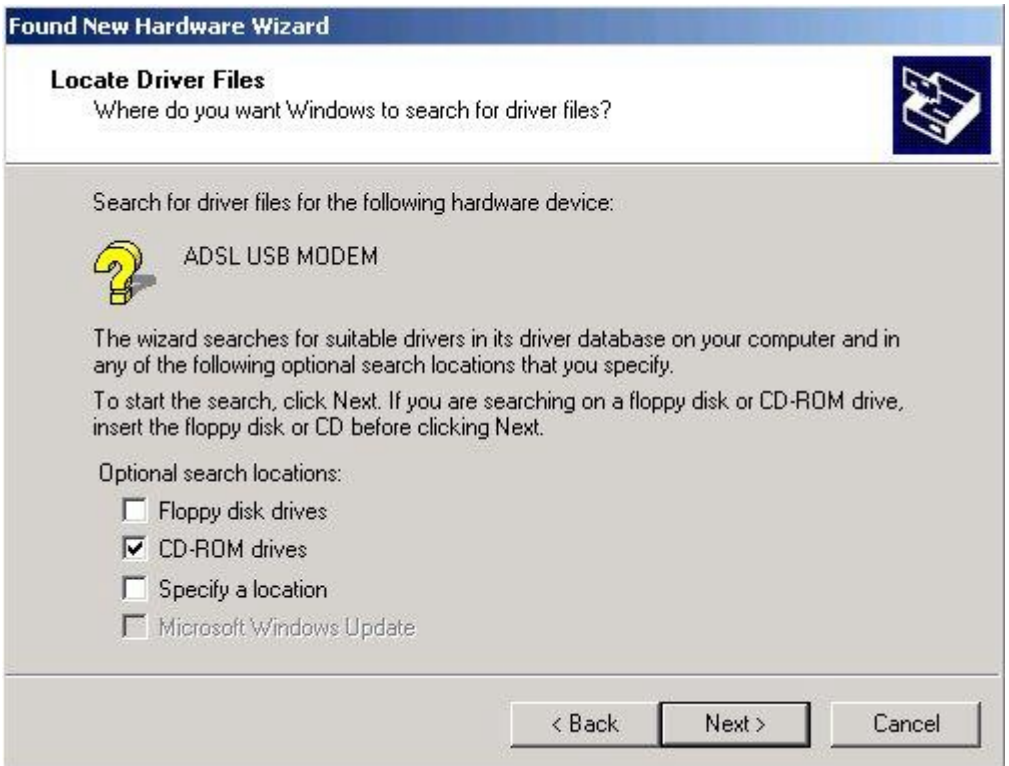 Found New Hardware Wizard
Locate Driver Files
Where do you want Windows to search for driver files?
Search for driver files for the following hardware device:
ADSL USB MODEM
The wizard searches for suitable drivers in its driver database on your computer and in
any of the following optional search locations that you specify.
To start the search, click Next. If you are searching on a floppy disk or CD-ROM drive,
insert the floppy disk or CD before clicking Next.
Optional search locations:
Floppy disk drives
CD-ROM drives
Specify a location
Microsoft Windows Update
< Back Next > Cancel